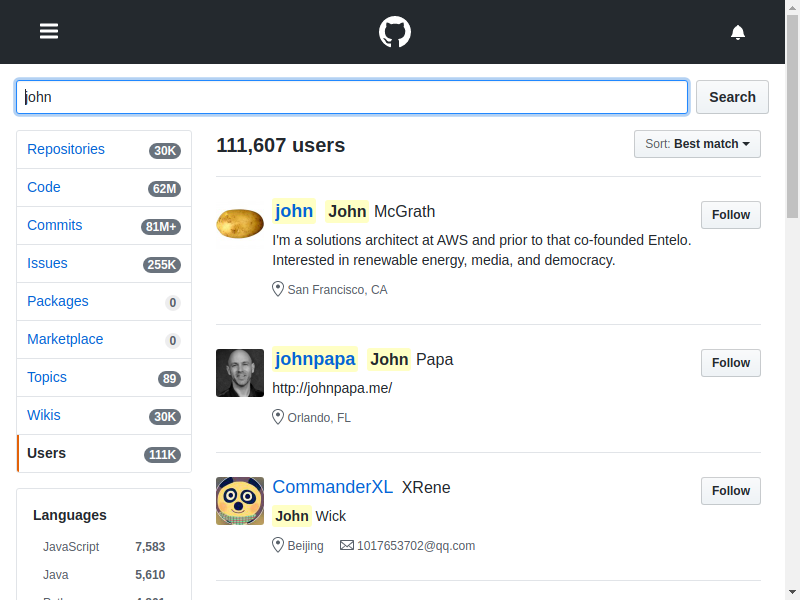 john
Search
Repositories 30K
Code 62M
Commits 81M+
Issues 255K
Packages 0
Marketplace 0
Topics 89
Wikis 30K
Users 111K
Languages
JavaScript 7,583
Java 5,610
111,607 users
Sort: Best match
john John McGrath
Follow
I'm a solutions architect at AWS and prior to that co-founded Entelo.
Interested in renewable energy, media, and democracy.
San Francisco, CA
johnpapa John Papa
Follow
http://johnpapa.me/
Orlando, FL
CommanderXL XRene
Follow
John Wick
Beijing 1017653702@qq.com